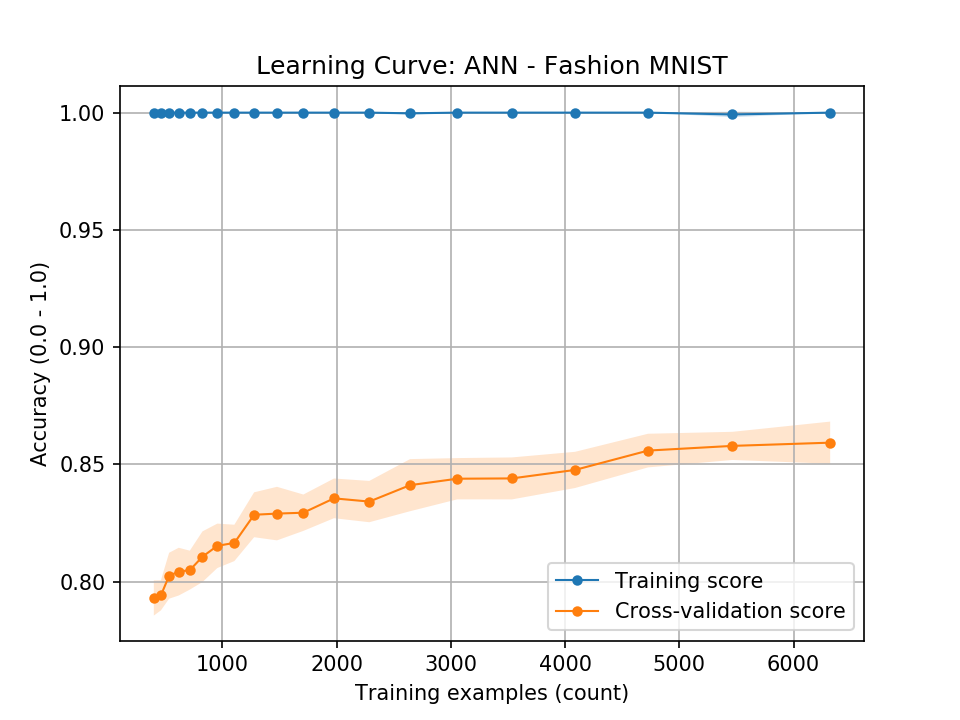 Learning Curve: ANN - Fashion MNIST
Accuracy (0.0 - 1.0)
1.00
0.95
0.90
0.85
0.80
Training score
Cross-validation score
1000 2000 3000 4000 5000 6000
Training examples (count)